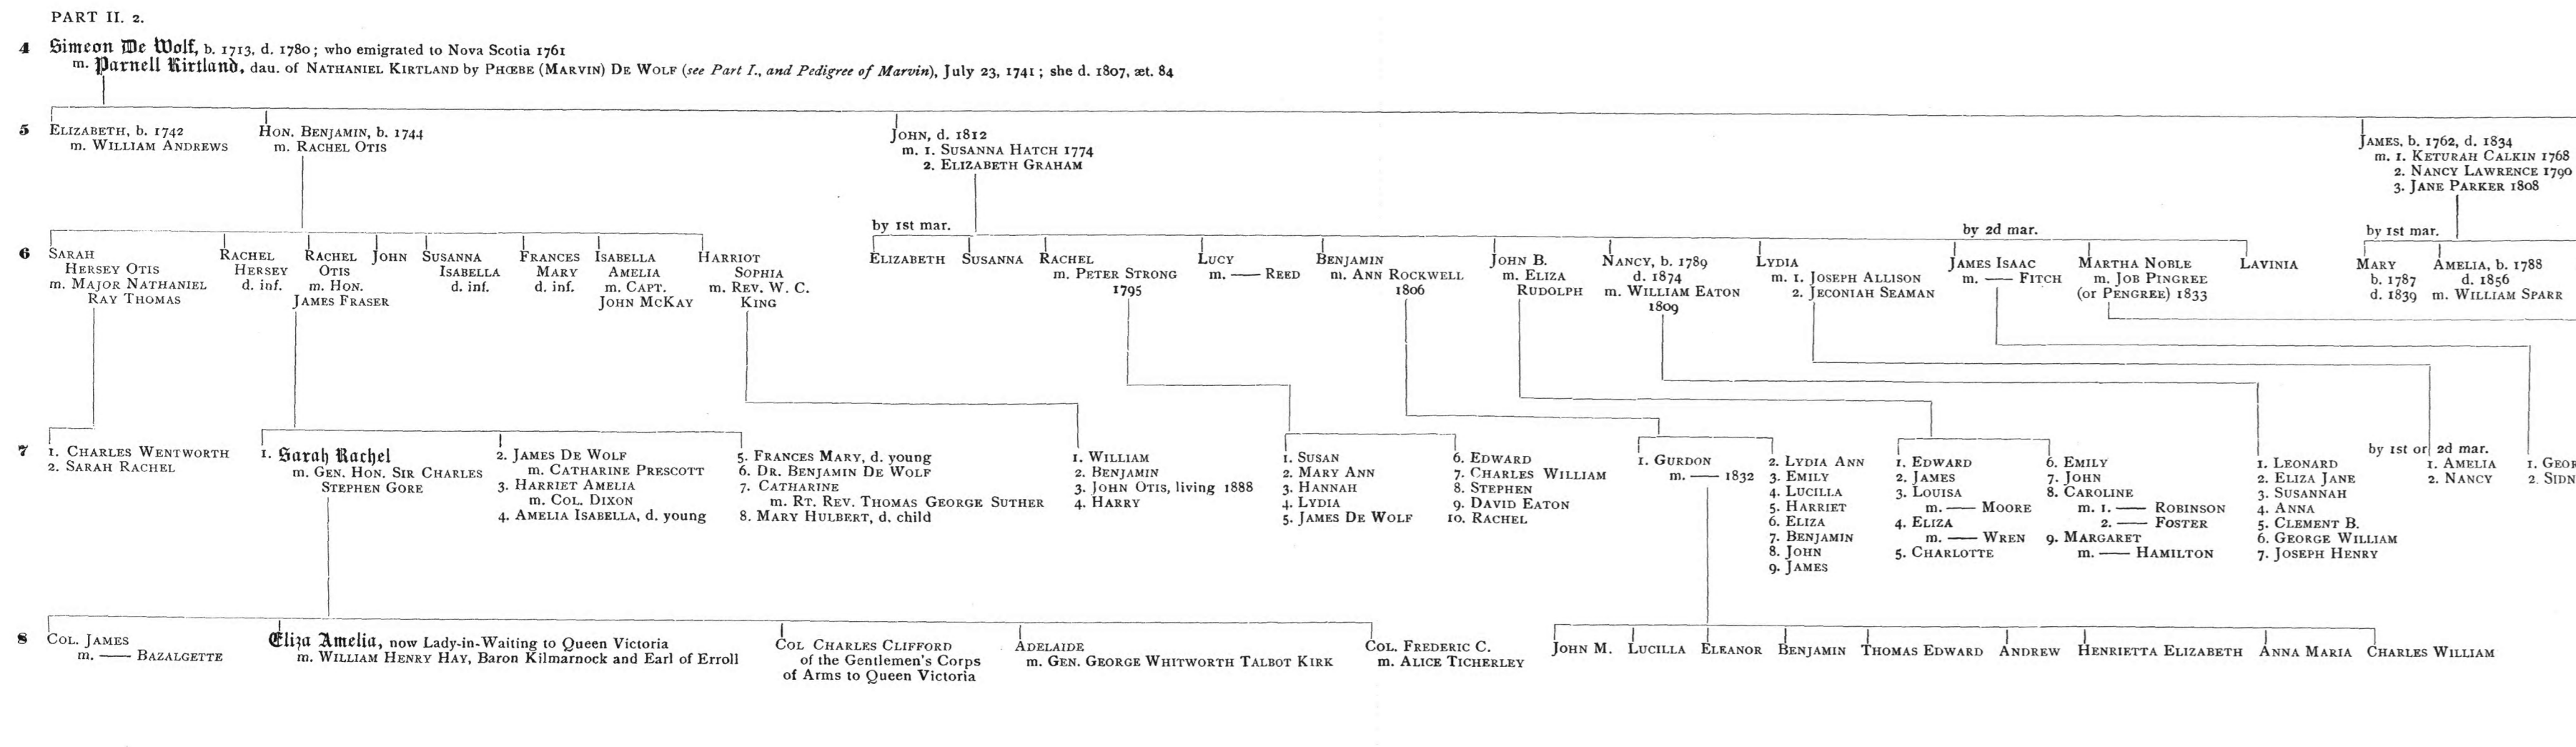 PART II. 2.
4 Simeon De Wolf, b. 1713, d. 1780; who emigrated to Nova Scotia 1761
m. Parnell Kirtland, dau. of NATHANIEL KIRTLAND by PHŒBE (MARVIN) DE WOLF (see Part I., and Pedigree of Marvin), July 23, 1741; she d. 1807, æt. 84
5 ELIZABETH, b. 1742
m. WILLIAM ANDREWS
HON. BENJAMIN, b. 1744
m. RACHEL OTIS
JOHN, d. 1812
m. 1. SUSANNA HATCH 1774
2. ELIZABETH GRAHAM
JAMES, b. 1762, d. 1834
m. 1. KETURAH CALKIN 1768
2. NANCY LAWRENCE 1790
3. JANE PARKER 1808
6 SARAH
HERSEY OTIS
m. MAJOR NATHANIEL
RAY THOMAS
RACHEL
HERSEY
d. inf.
RACHEL
OTIS
m. HON.
JAMES FRASER
JOHN
SUSANNA
ISABELLA
d. inf.
FRANCES
MARY
d. inf.
ISABELLA
AMELIA
m. CAPT.
JOHN MCKAY
HARRIOT
SOPHIA
m. REV. W. C.
KING
by 1st mar.
ELIZABETH
SUSANNA
RACHEL
m. PETER STRONG
1795
LUCY
m. —— REED
BENJAMIN
m. ANN ROCKWELL
1806
JOHN B.
m. ELIZA
RUDOLPH
NANCY, b. 1789
d. 1874
m. WILLIAM EATON
1809
LYDIA
m. 1. JOSEPH ALLISON
2. JECONIAH SEAMAN
by 2d mar.
JAMES ISAAC
m. —— FITCH
MARTHA NOBLE
m. JOB PINGREE
(or PENGREE) 1833
LAVINIA
by 1st mar.
MARY
b. 1787
d. 1839
AMELIA, b. 1788
d. 1856
m. WILLIAM SPARR
7 1. CHARLES WENTWORTH
2. SARAH RACHEL
1. Sarah Rachel
m. GEN. HON. SIR CHARLES
STEPHEN GORE
2. JAMES DE WOLF
m. CATHARINE PRESCOTT
3. HARRIET AMELIA
m. COL. DIXON
4. AMELIA ISABELLA, d. young
5. FRANCES MARY, d. young
6. DR. BENJAMIN DE WOLF
7. CATHARINE
m. RT. REV. THOMAS GEORGE SUTHER
8. MARY HULBERT, d. child
1. WILLIAM
2. BENJAMIN
3. JOHN OTIS, living 1888
4. HARRY
1. SUSAN
2. MARY ANN
3. HANNAH
4. LYDIA
5. JAMES DE WOLF
6. EDWARD
7. CHARLES WILLIAM
8. STEPHEN
9. DAVID EATON
10. RACHEL
1. GURDON
m. —— 1832
2. LYDIA ANN
3. EMILY
4. LUCILLA
5. HARRIET
6. ELIZA
7. BENJAMIN
8. JOHN
9. JAMES
1. EDWARD
2. JAMES
3. LOUISA
m. —— MOORE
4. ELIZA
m. —— WREN
5. CHARLOTTE
6. EMILY
7. JOHN
8. CAROLINE
m. 1. —— ROBINSON
2. —— FOSTER
9. MARGARET
m. —— HAMILTON
1. LEONARD
2. ELIZA JANE
3. SUSANNAH
4. ANNA
5. CLEMENT B.
6. GEORGE WILLIAM
7. JOSEPH HENRY
by 1st or 2d mar.
1. AMELIA
2. NANCY
1. GEOR
2. SIDN
8 COL. JAMES
m. —— BAZALGETTE
Eliza Amelia, now Lady-in-Waiting to Queen Victoria
m. WILLIAM HENRY HAY, Baron Kilmarnock and Earl of Erroll
COL CHARLES CLIFFORD
of the Gentlemen's Corps
of Arms to Queen Victoria
ADELAIDE
m. GEN. GEORGE WHITWORTH TALBOT KIRK
COL. FREDERIC C.
m. ALICE TICHERLEY
JOHN M.
LUCILLA
ELEANOR
BENJAMIN
THOMAS EDWARD
ANDREW
HENRIETTA ELIZABETH
ANNA MARIA
CHARLES WILLIAM